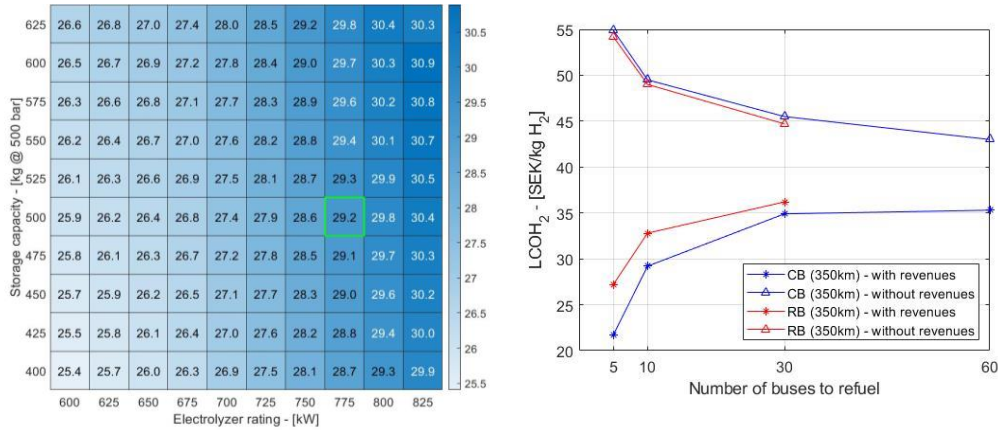 625 26.6 26.8 27.0 27.4 28.0 28.5 29.2 29.8 30.4 30.3
600 26.5 26.7 26.9 27.2 27.8 28.4 29.0 29.7 30.3 30.9
575 26.3 26.6 26.8 27.1 27.7 28.3 28.9 29.6 30.2 30.8
550 26.2 26.4 26.7 27.0 27.6 28.2 28.8 29.4 30.1 30.7
525 26.1 26.3 26.6 26.9 27.5 28.1 28.7 29.3 29.9 30.5
500 25.9 26.2 26.4 26.8 27.4 27.9 28.6 29.2 29.8 30.4
475 25.8 26.1 26.3 26.7 27.2 27.8 28.5 29.1 29.7 30.3
450 25.7 25.9 26.2 26.5 27.1 27.7 28.3 29.0 29.6 30.2
425 25.5 25.8 26.1 26.4 27.0 27.6 28.2 28.8 29.4 30.0
400 25.4 25.7 26.0 26.3 26.9 27.5 28.1 28.7 29.3 29.9
600 625 650 675 700 725 750 775 800 825
Electrolyzer rating - [kW]
Storage capacity - [kg @ 500 bar]
30.5
30
29.5
29
28.5
28
27.5
27
26.5
26
25.5
55
50
45
40
35
30
25
20
LCOH₂ - [SEK/kg H₂]
CB (350km) - with revenues
CB (350km) - without revenues
RB (350km) - with revenues
RB (350km) - without revenues
5 10 30 60
Number of buses to refuel